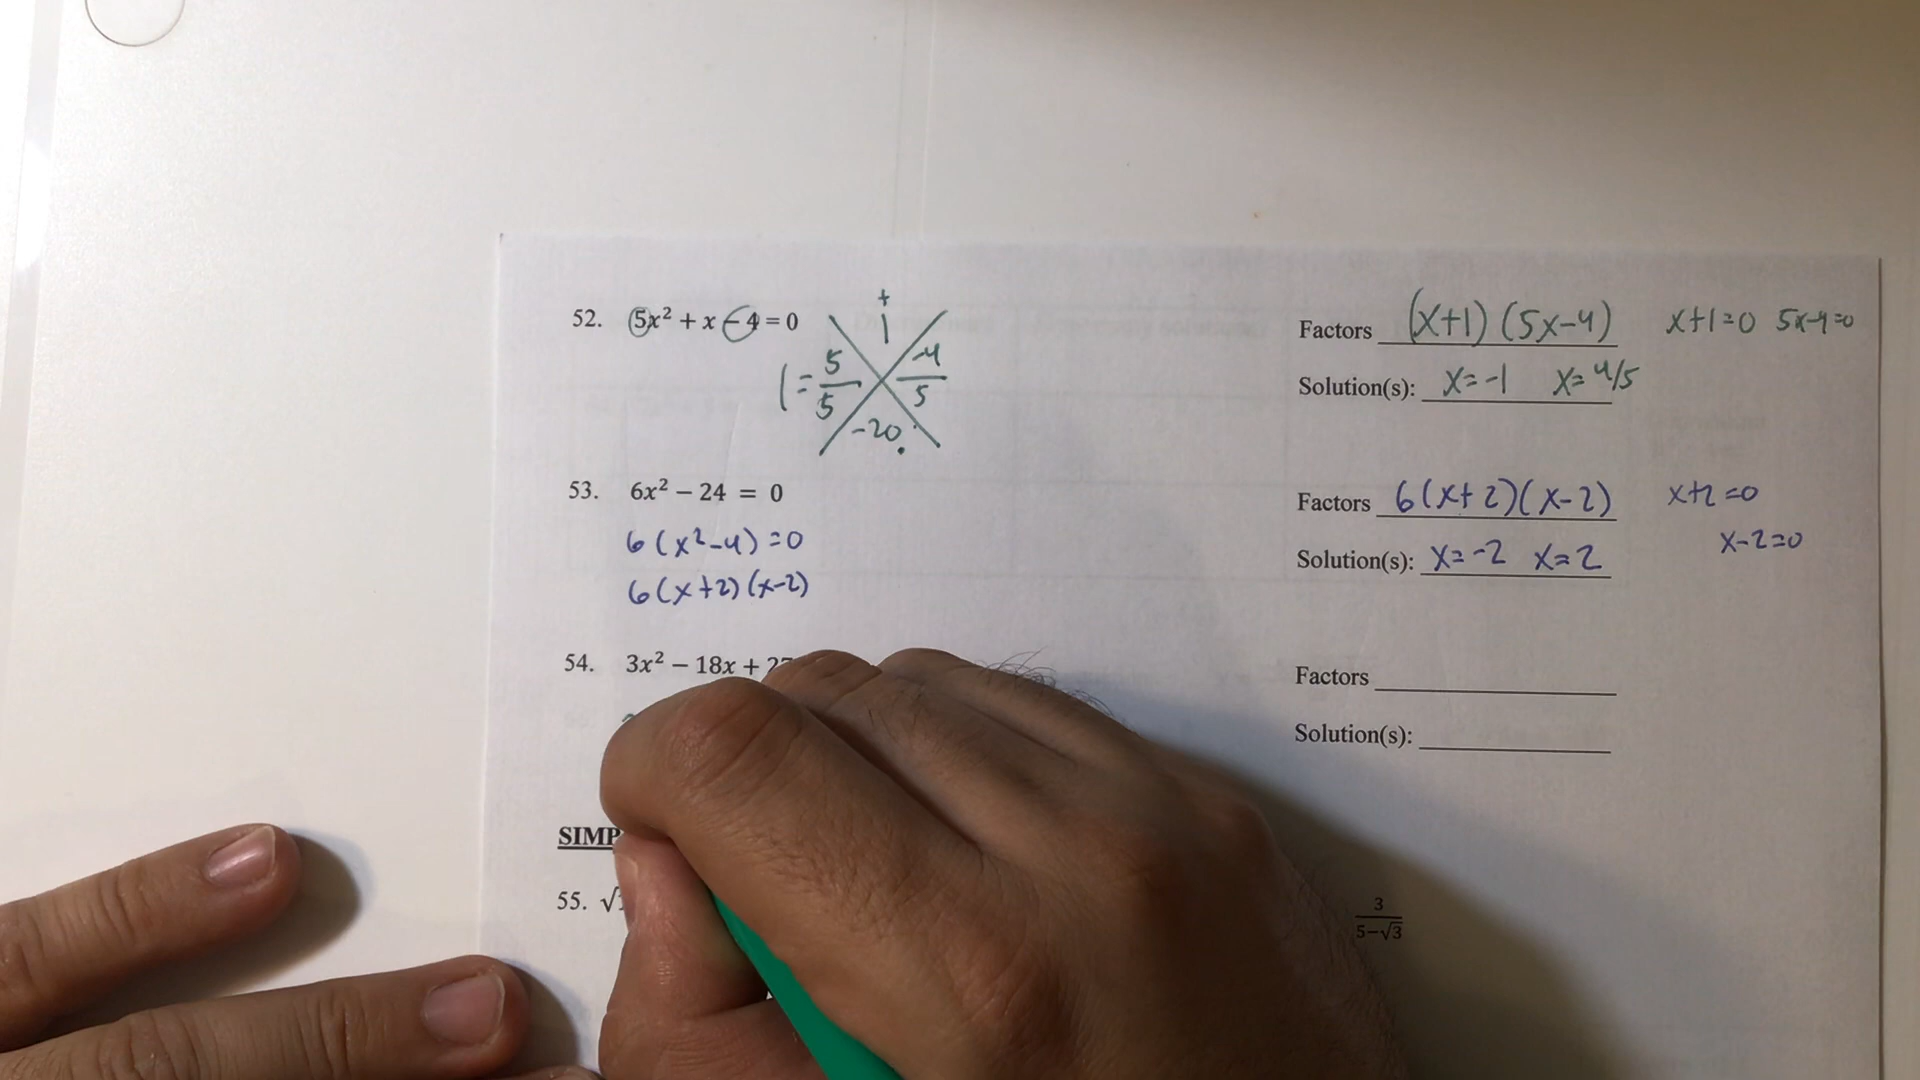 52. 5x² + x − 4 = 0
+
1
1 = 5/5
-4/5
-20
Factors (x+1)(5x-4) x+1=0 5x-4=0
Solution(s): x=-1 x=4/5
53. 6x² − 24 = 0
6(x²-4)=0
6(x+2)(x-2)
Factors 6(x+2)(x-2) x+2=0
x-2=0
Solution(s): x=-2 x=2
54. 3x² − 18x +
Factors
Solution(s):
55. √
3/(5−√3)